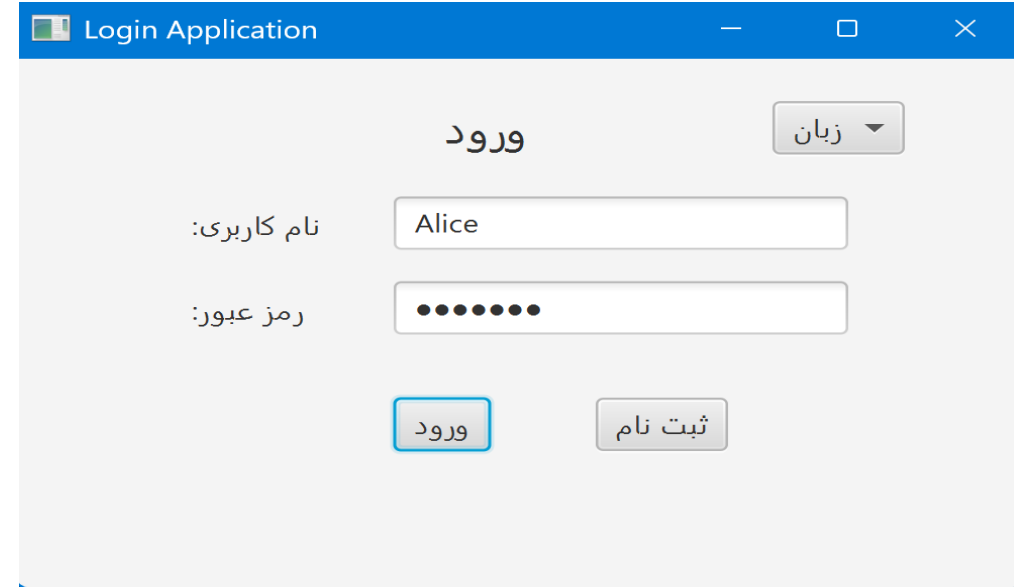 Login Application
ورود
زبان
نام کاربری:
Alice
رمز عبور:
●●●●●●●
ورود
ثبت نام